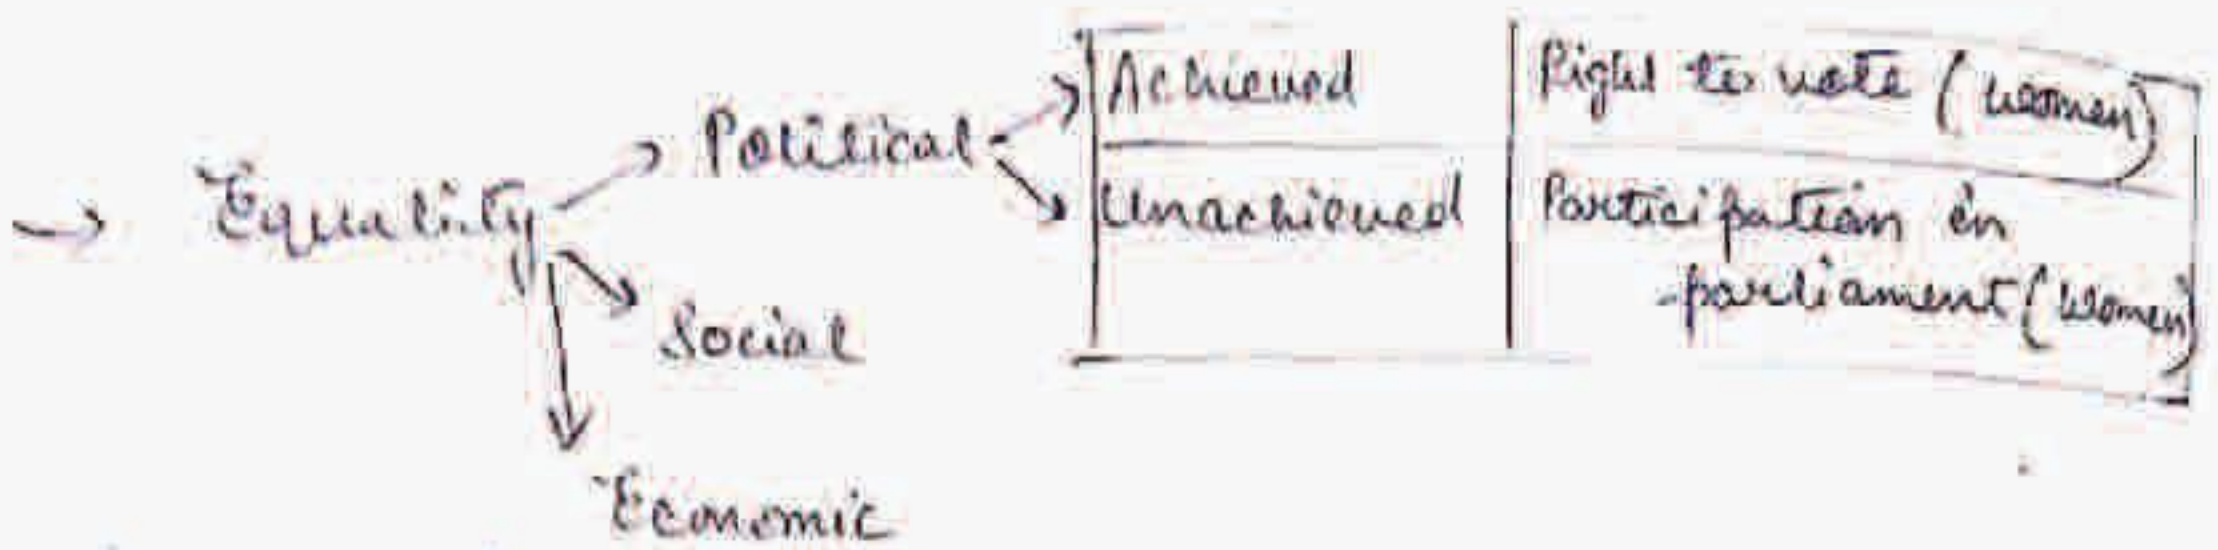 → Equality → Political → Achieved | Right to vote (women)
→ Unachieved | Participation in
parliament (women)
→ Social
→ Economic